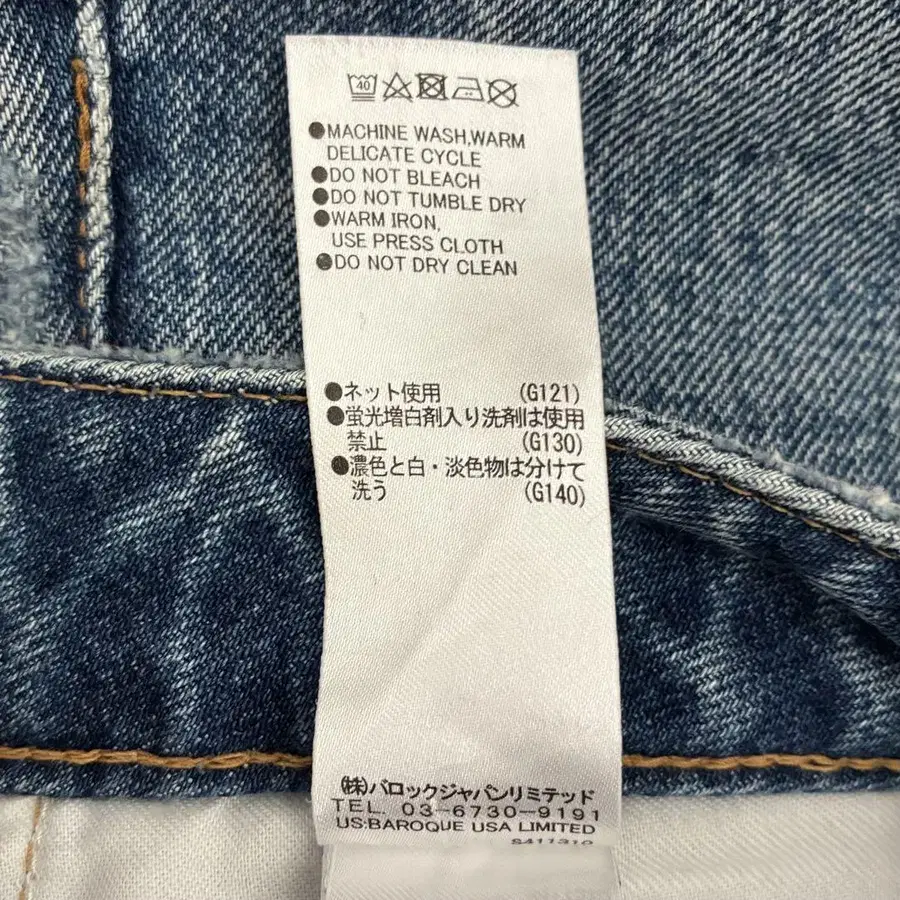 40
●MACHINE WASH,WARM
DELICATE CYCLE
●DO NOT BLEACH
●DO NOT TUMBLE DRY
●WARM IRON,
USE PRESS CLOTH
●DO NOT DRY CLEAN
●ネット使用 (G121)
●蛍光増白剤入り洗剤は使用
禁止 (G130)
●濃色と白・淡色物は分けて
洗う (G140)
(株)バロックジャパンリミテッド
TEL. 03-6730-9191
US:BAROQUE USA LIMITED